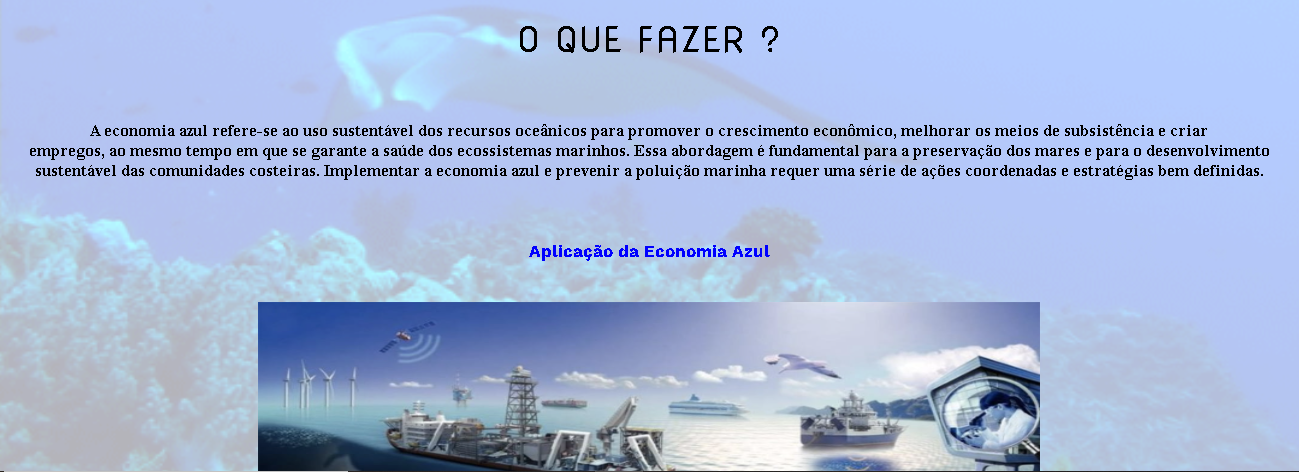 O QUE FAZER ?
A economia azul refere-se ao uso sustentável dos recursos oceânicos para promover o crescimento econômico, melhorar os meios de subsistência e criar
empregos, ao mesmo tempo em que se garante a saúde dos ecossistemas marinhos. Essa abordagem é fundamental para a preservação dos mares e para o desenvolvimento
sustentável das comunidades costeiras. Implementar a economia azul e prevenir a poluição marinha requer uma série de ações coordenadas e estratégias bem definidas.
Aplicação da Economia Azul